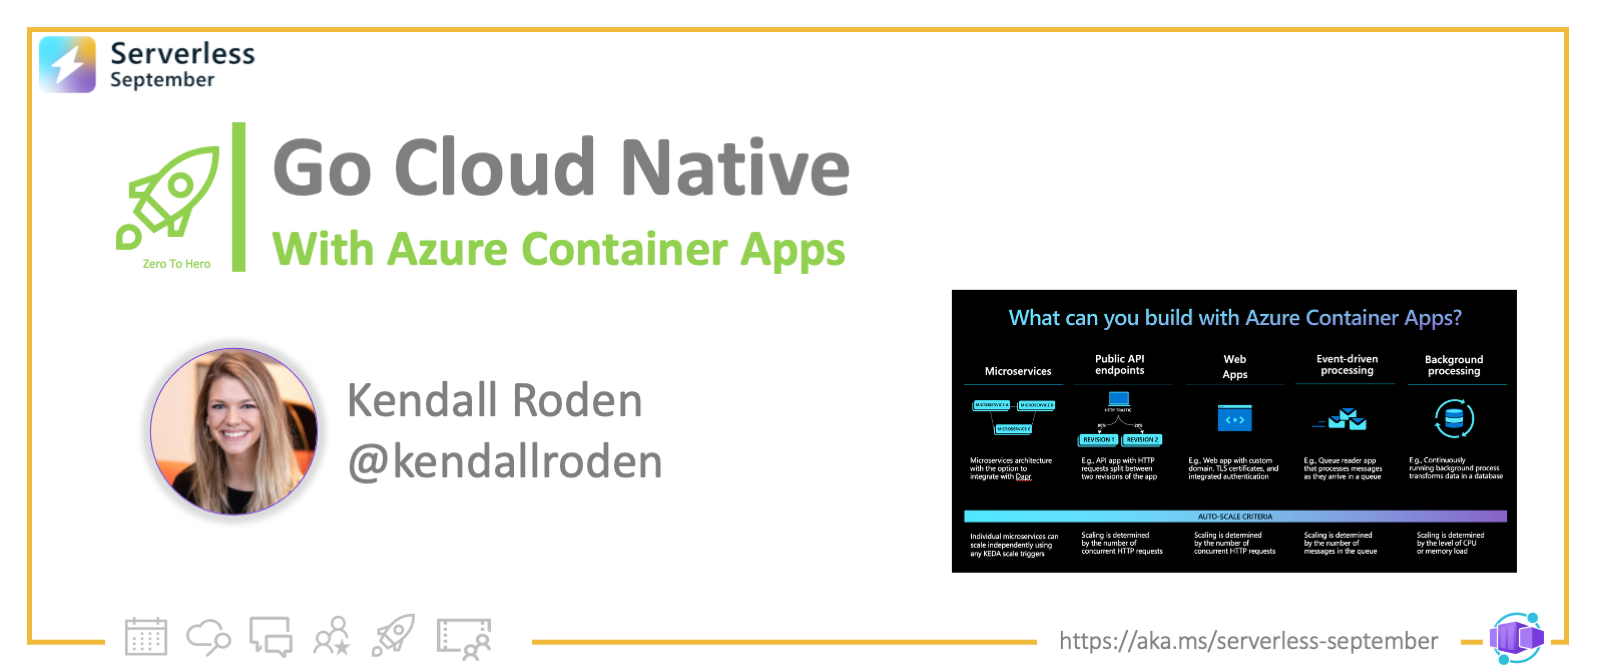 Serverless
September
Go Cloud Native
With Azure Container Apps
Zero To Hero
Kendall Roden
@kendallroden
What can you build with Azure Container Apps?
Microservices
MICROSERVICE A
MICROSERVICE B
MICROSERVICE C
Microservices architecture
with the option to
integrate with Dapr
Public API
endpoints
HTTP TRAFFIC
80%
20%
REVISION 1
REVISION 2
E.g., API app with HTTP
requests split between
two revisions of the app
Web
Apps
E.g., Web app with custom
domain, TLS certificates, and
integrated authentication
Event-driven
processing
E.g., Queue reader app
that processes messages
as they arrive in a queue
Background
processing
E.g., Continuously
running background process
transforms data in a database
AUTO-SCALE CRITERIA
Individual microservices can
scale independently using
any KEDA scale triggers
Scaling is determined
by the number of
concurrent HTTP requests
Scaling is determined
by the number of
concurrent HTTP requests
Scaling is determined
by the number of
messages in the queue
Scaling is determined
by the level of CPU
or memory load
https://aka.ms/serverless-september